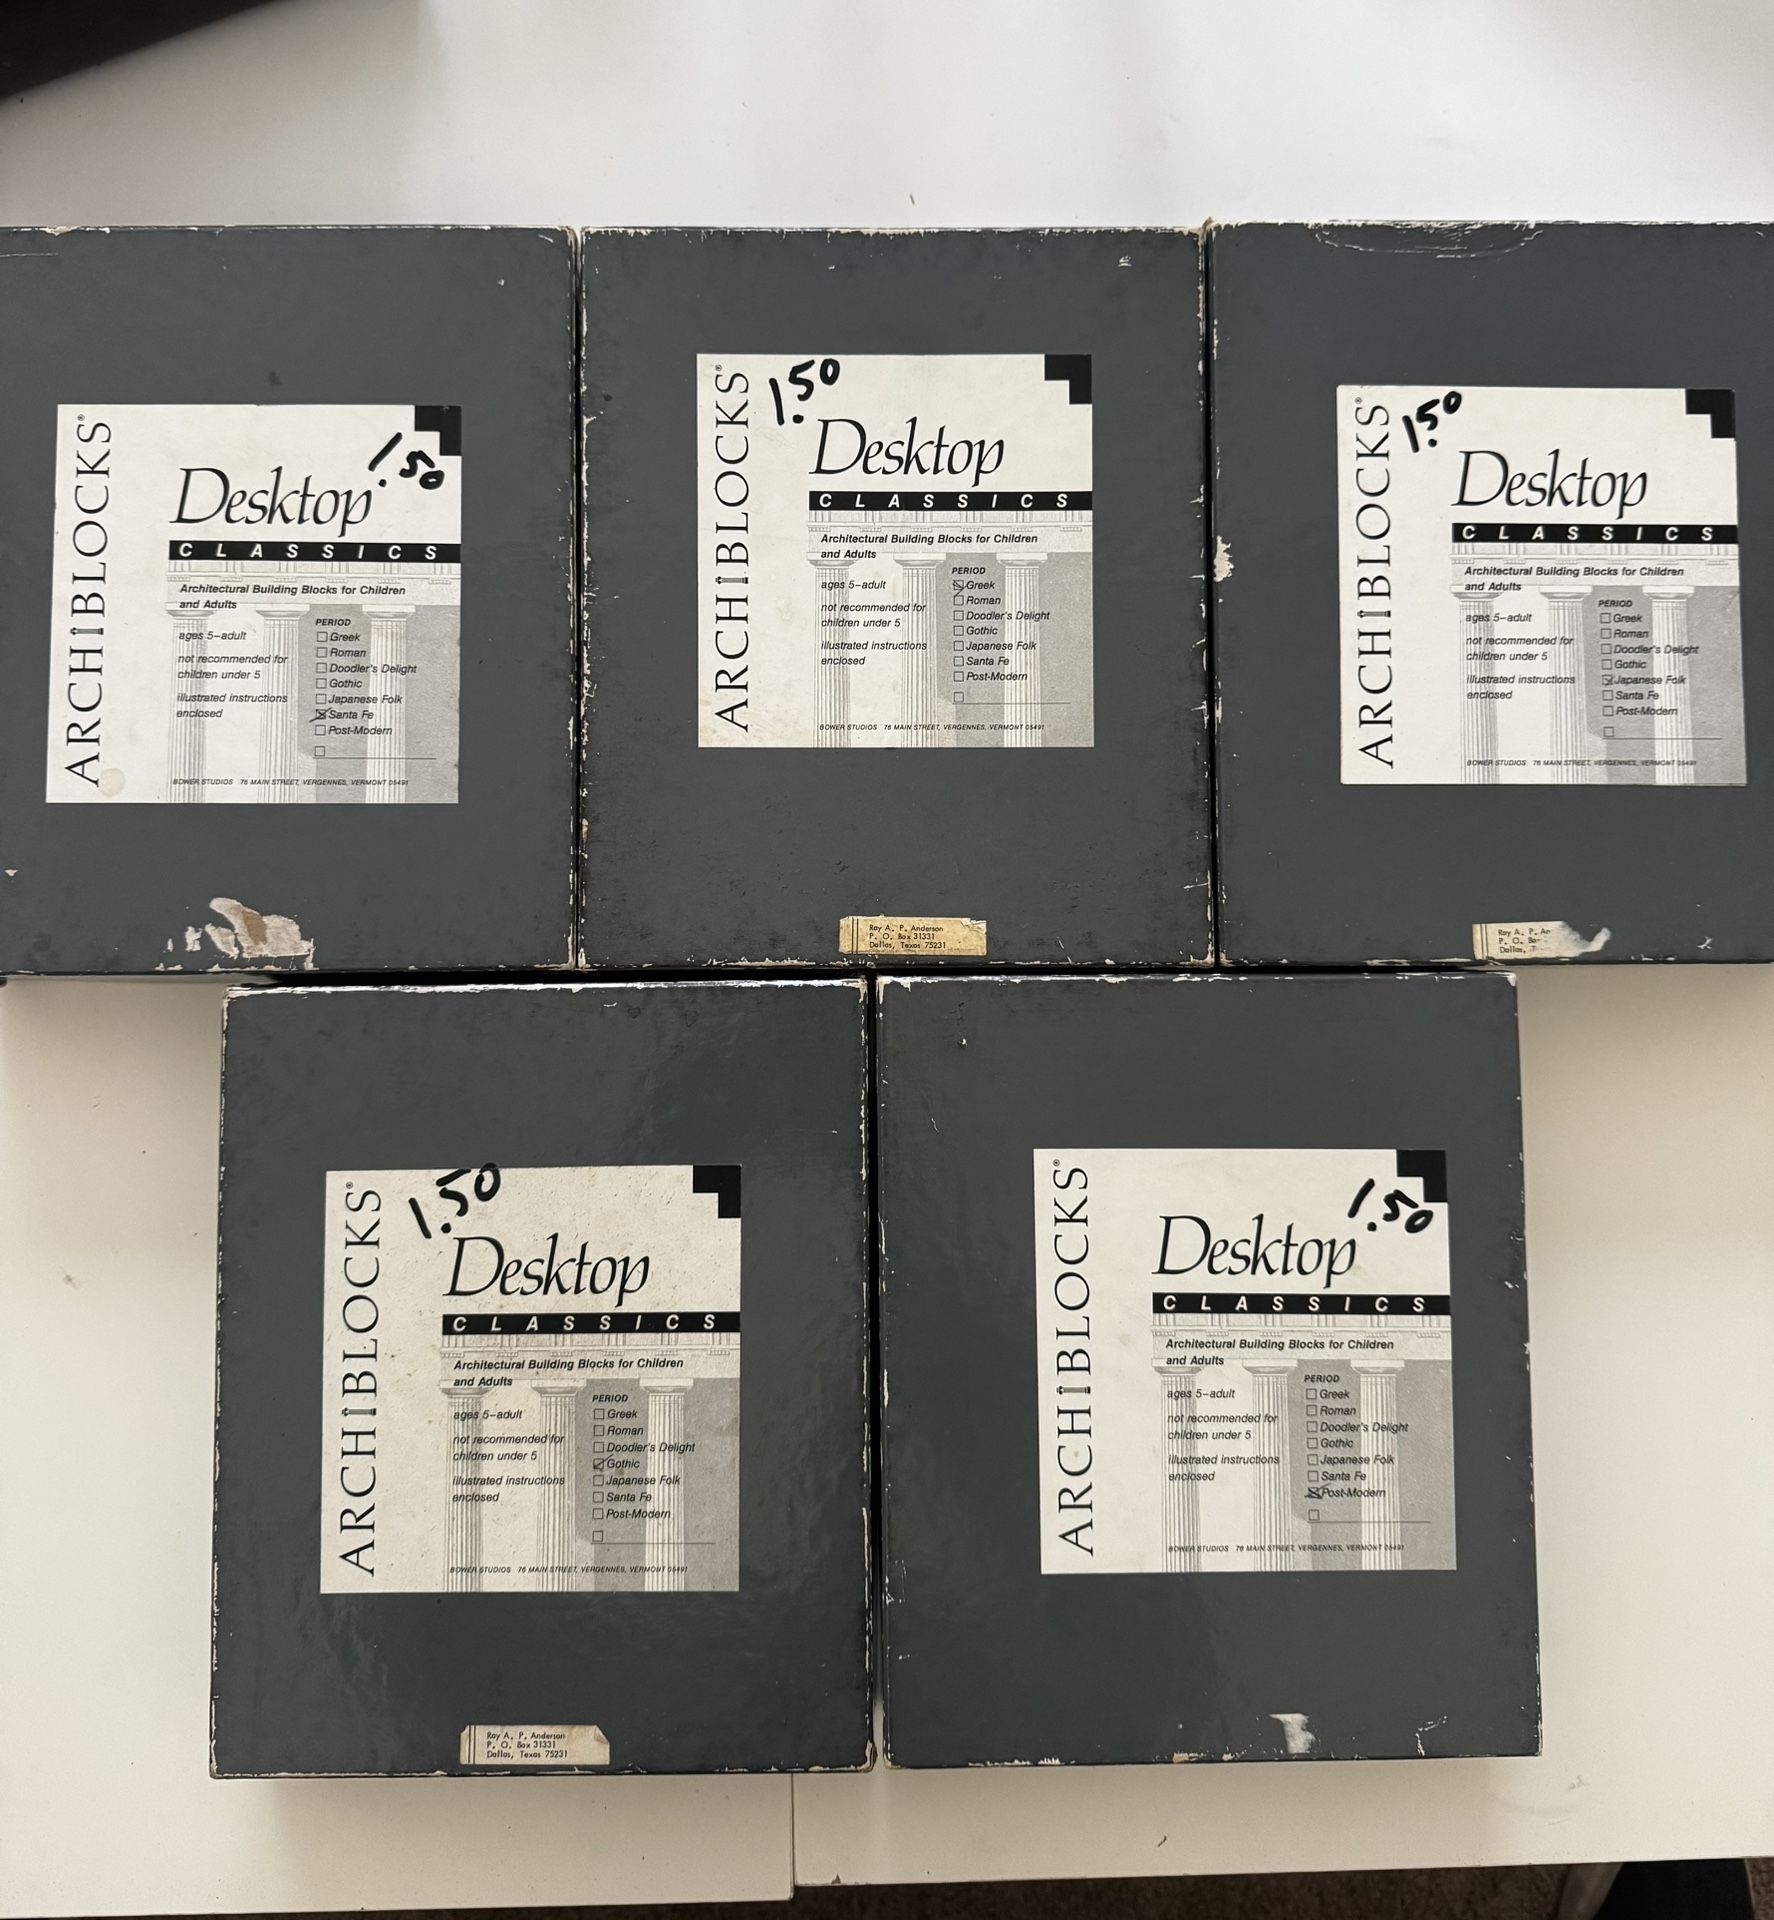 ARCHIBLOCKS®
1.50
Desktop
CLASSICS
Architectural Building Blocks for Children
and Adults
ages 5–adult
not recommended for
children under 5
illustrated instructions
enclosed
PERIOD
Greek
Roman
Doodler's Delight
Gothic
Japanese Folk
Santa Fe
Post-Modern
BOWER STUDIOS 76 MAIN STREET, VERGENNES, VERMONT 05491
ARCHIBLOCKS®
1.50
Desktop
CLASSICS
Architectural Building Blocks for Children
and Adults
ages 5–adult
not recommended for
children under 5
illustrated instructions
enclosed
PERIOD
Greek
Roman
Doodler's Delight
Gothic
Japanese Folk
Santa Fe
Post-Modern
BOWER STUDIOS 76 MAIN STREET, VERGENNES, VERMONT 05491
Ray A. P. Anderson
P. O. Box 31331
Dallas, Texas 75231
ARCHIBLOCKS®
1.50
Desktop
CLASSICS
Architectural Building Blocks for Children
and Adults
ages 5–adult
not recommended for
children under 5
illustrated instructions
enclosed
PERIOD
Greek
Roman
Doodler's Delight
Gothic
Japanese Folk
Santa Fe
Post-Modern
BOWER STUDIOS 76 MAIN STREET, VERGENNES, VERMONT 05491
Ray A. P. An
P. O. Bo
Dallas,
ARCHIBLOCKS®
1.50
Desktop
CLASSICS
Architectural Building Blocks for Children
and Adults
ages 5–adult
not recommended for
children under 5
illustrated instructions
enclosed
PERIOD
Greek
Roman
Doodler's Delight
Gothic
Japanese Folk
Santa Fe
Post-Modern
BOWER STUDIOS 76 MAIN STREET, VERGENNES, VERMONT 05491
Ray A. P. Anderson
P. O. Box 31331
Dallas, Texas 75231
ARCHIBLOCKS®
1.50
Desktop
CLASSICS
Architectural Building Blocks for Children
and Adults
ages 5–adult
not recommended for
children under 5
illustrated instructions
enclosed
PERIOD
Greek
Roman
Doodler's Delight
Gothic
Japanese Folk
Santa Fe
Post-Modern
BOWER STUDIOS 76 MAIN STREET, VERGENNES, VERMONT 05491